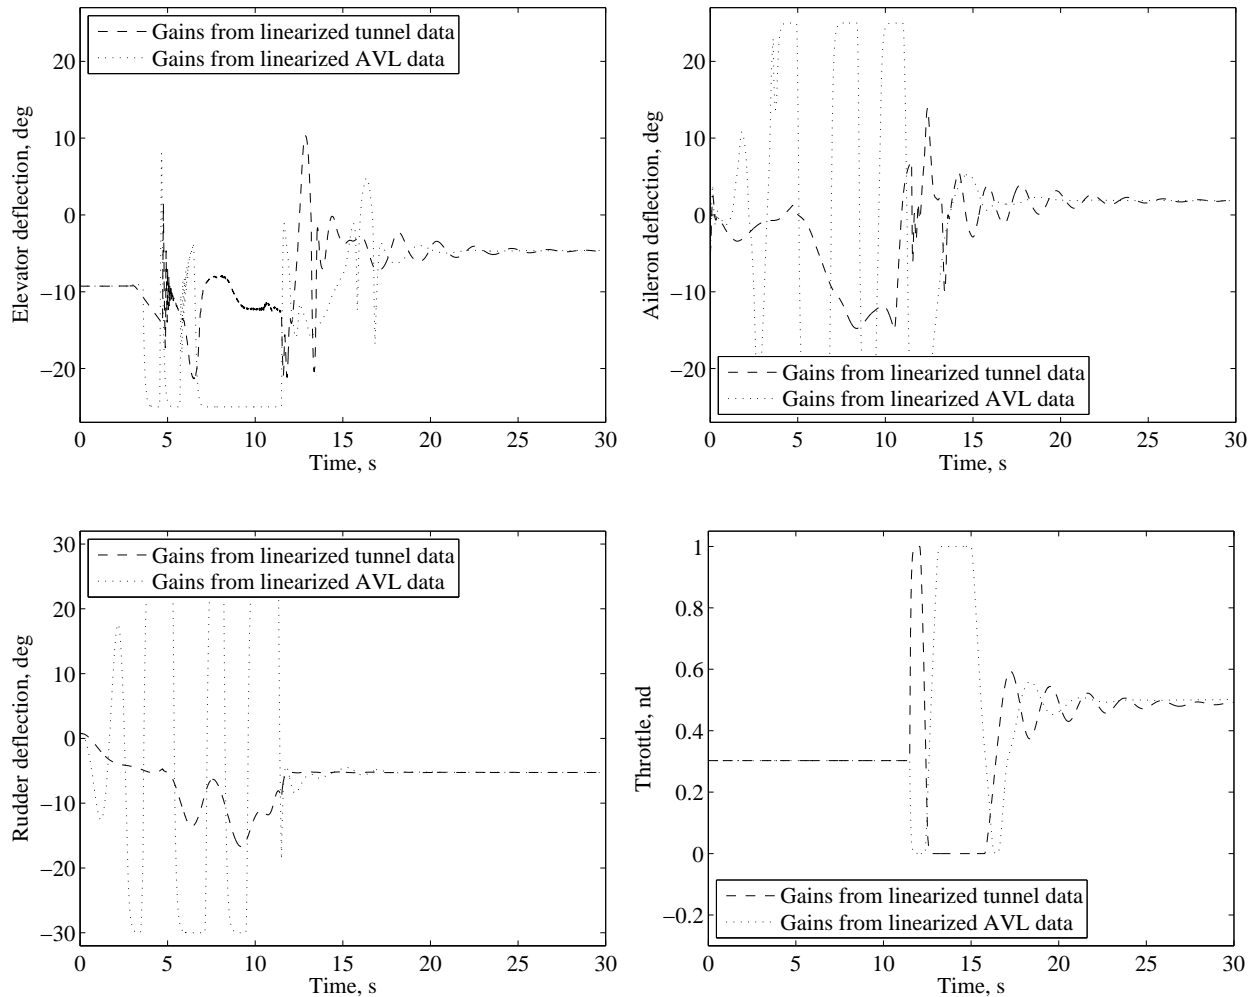 Gains from linearized tunnel data
Gains from linearized AVL data
Elevator deflection, deg
20
10
0
−10
−20
0 5 10 15 20 25 30
Time, s
Aileron deflection, deg
20
10
0
−10
−20
Gains from linearized tunnel data
Gains from linearized AVL data
0 5 10 15 20 25 30
Time, s
Gains from linearized tunnel data
Gains from linearized AVL data
Rudder deflection, deg
30
20
10
0
−10
−20
−30
0 5 10 15 20 25 30
Time, s
Throttle, nd
1
0.8
0.6
0.4
0.2
0
−0.2
Gains from linearized tunnel data
Gains from linearized AVL data
0 5 10 15 20 25 30
Time, s